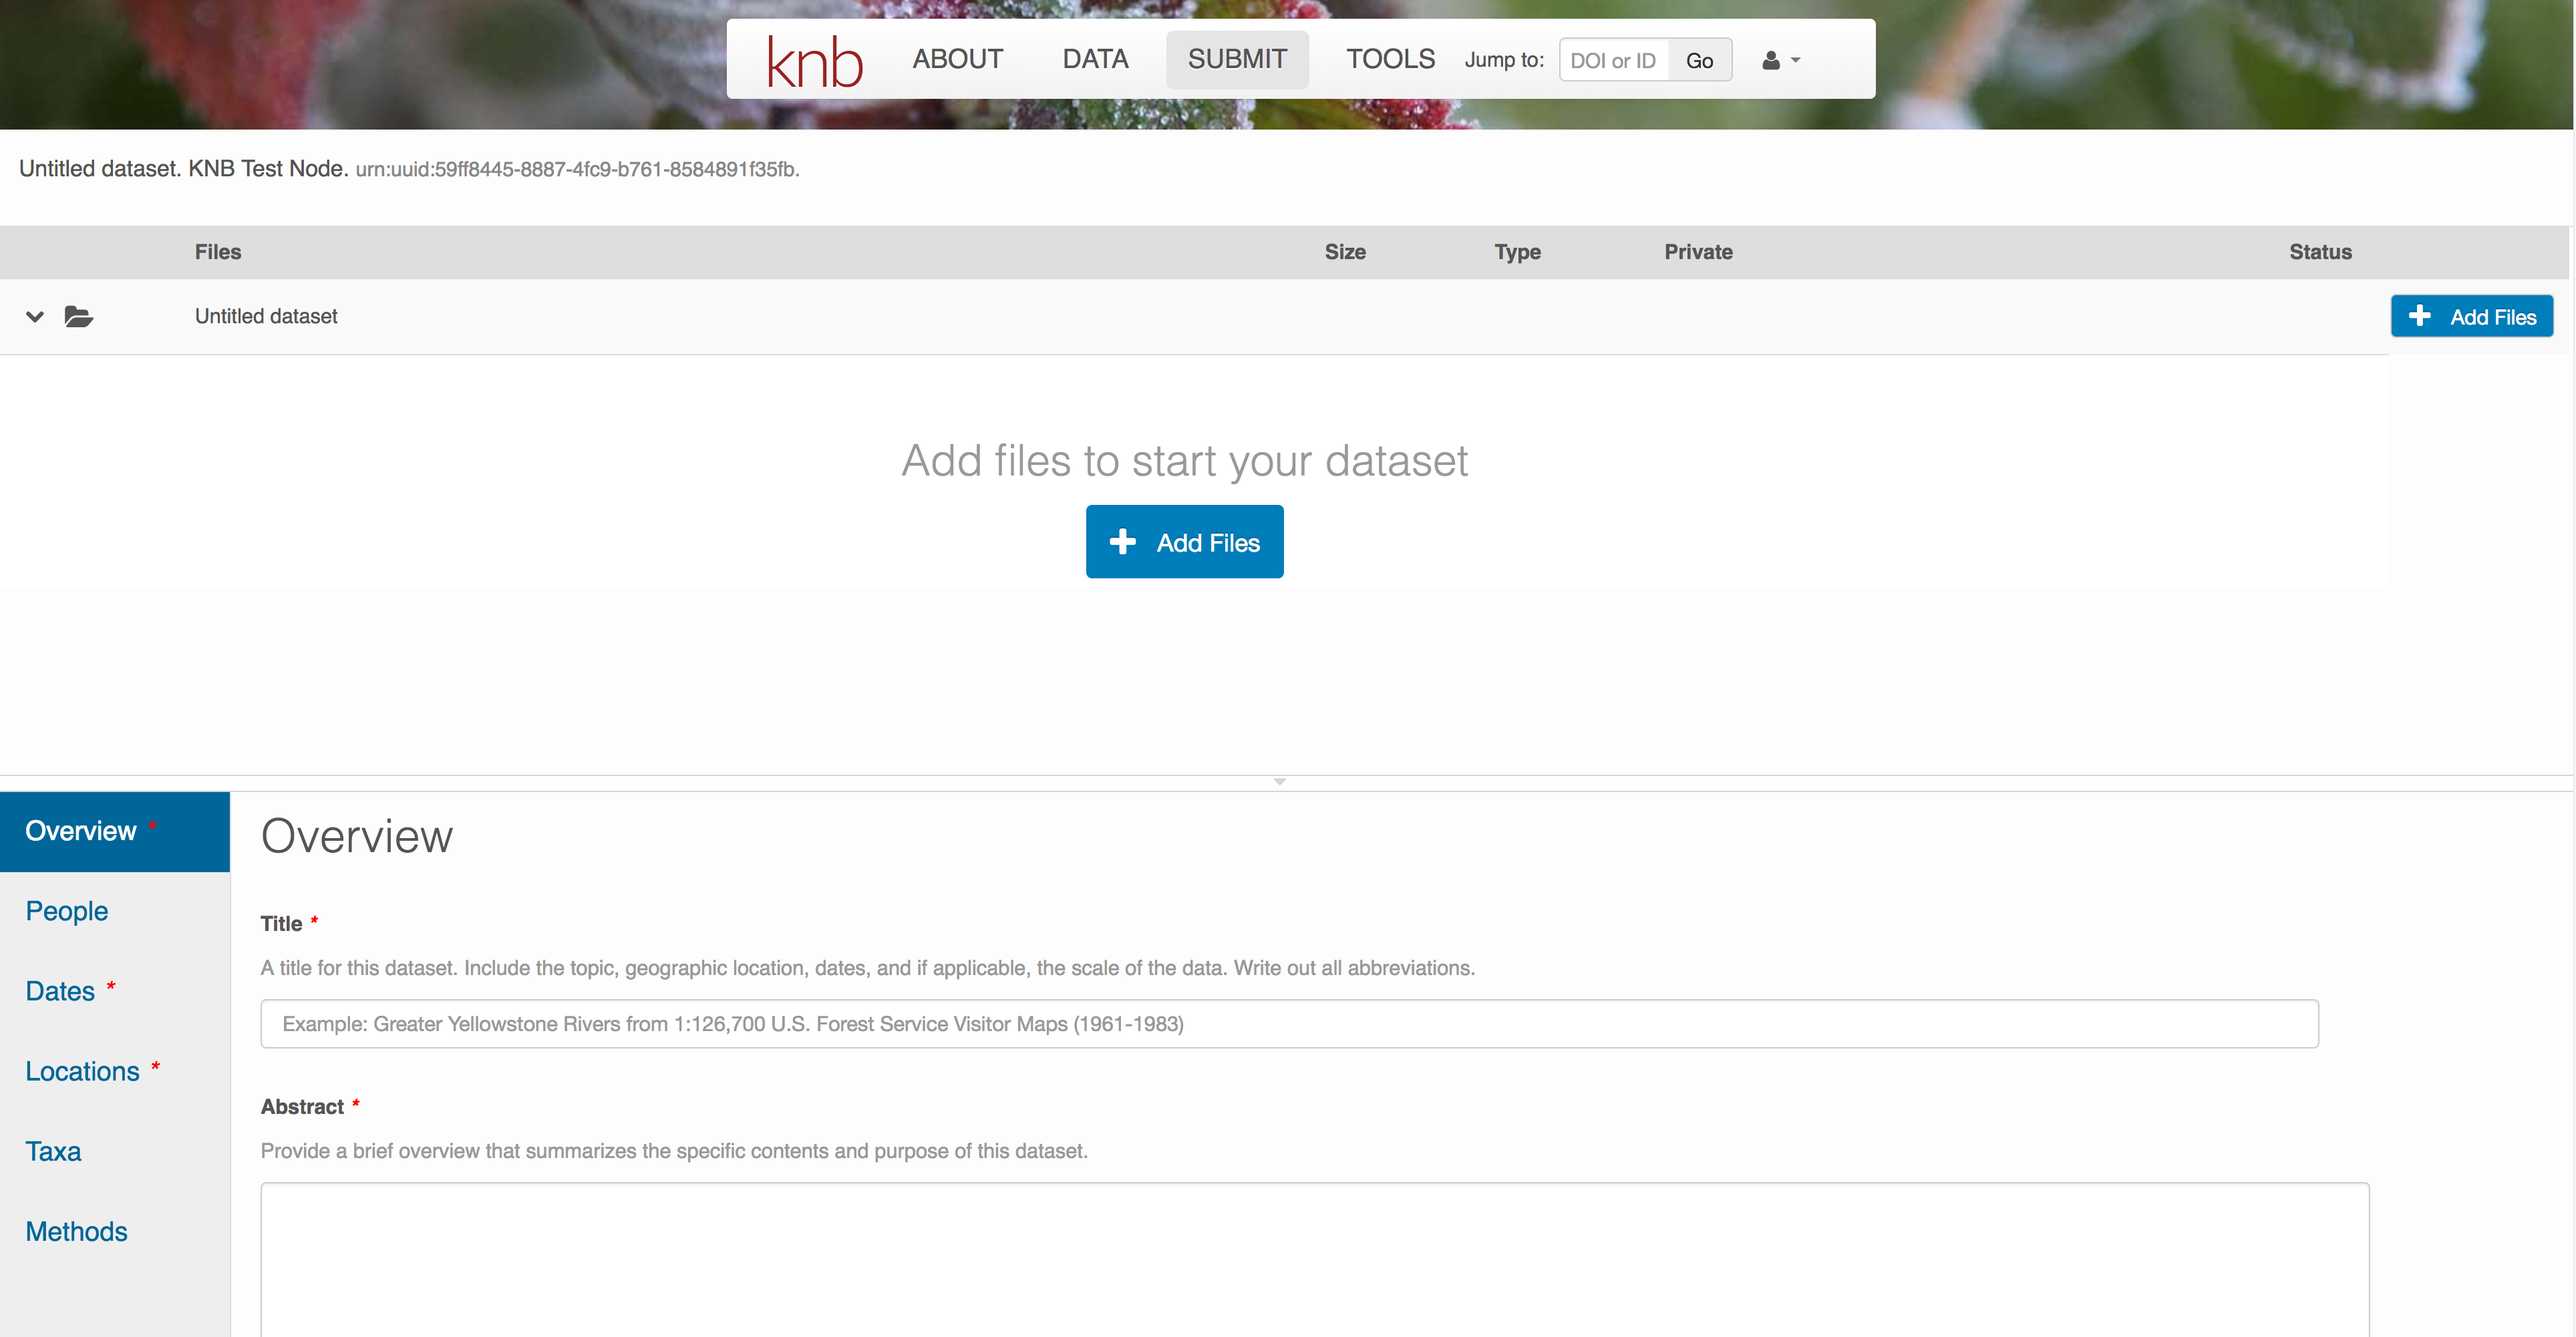 knb ABOUT DATA SUBMIT TOOLS Jump to: DOI or ID Go
Untitled dataset. KNB Test Node. urn:uuid:59ff8445-8887-4fc9-b761-8584891f35fb.
Files Size Type Private Status
Untitled dataset + Add Files
Add files to start your dataset
+ Add Files
Overview *
People
Dates *
Locations *
Taxa
Methods
Overview
Title *
A title for this dataset. Include the topic, geographic location, dates, and if applicable, the scale of the data. Write out all abbreviations.
Example: Greater Yellowstone Rivers from 1:126,700 U.S. Forest Service Visitor Maps (1961-1983)
Abstract *
Provide a brief overview that summarizes the specific contents and purpose of this dataset.